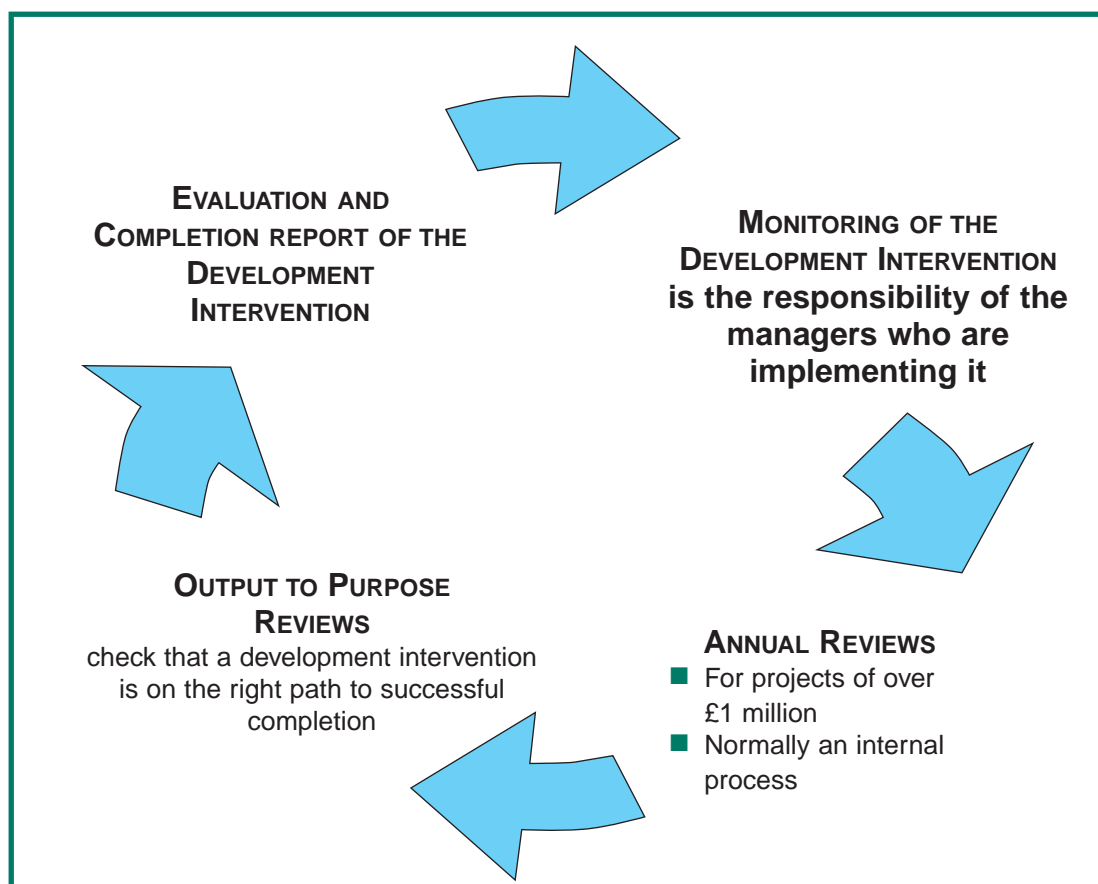 EVALUATION AND
COMPLETION REPORT OF THE
DEVELOPMENT
INTERVENTION
MONITORING OF THE
DEVELOPMENT INTERVENTION
is the responsibility of the
managers who are
implementing it
OUTPUT TO PURPOSE
REVIEWS
check that a development intervention
is on the right path to successful
completion
ANNUAL REVIEWS
■ For projects of over
£1 million
■ Normally an internal
process